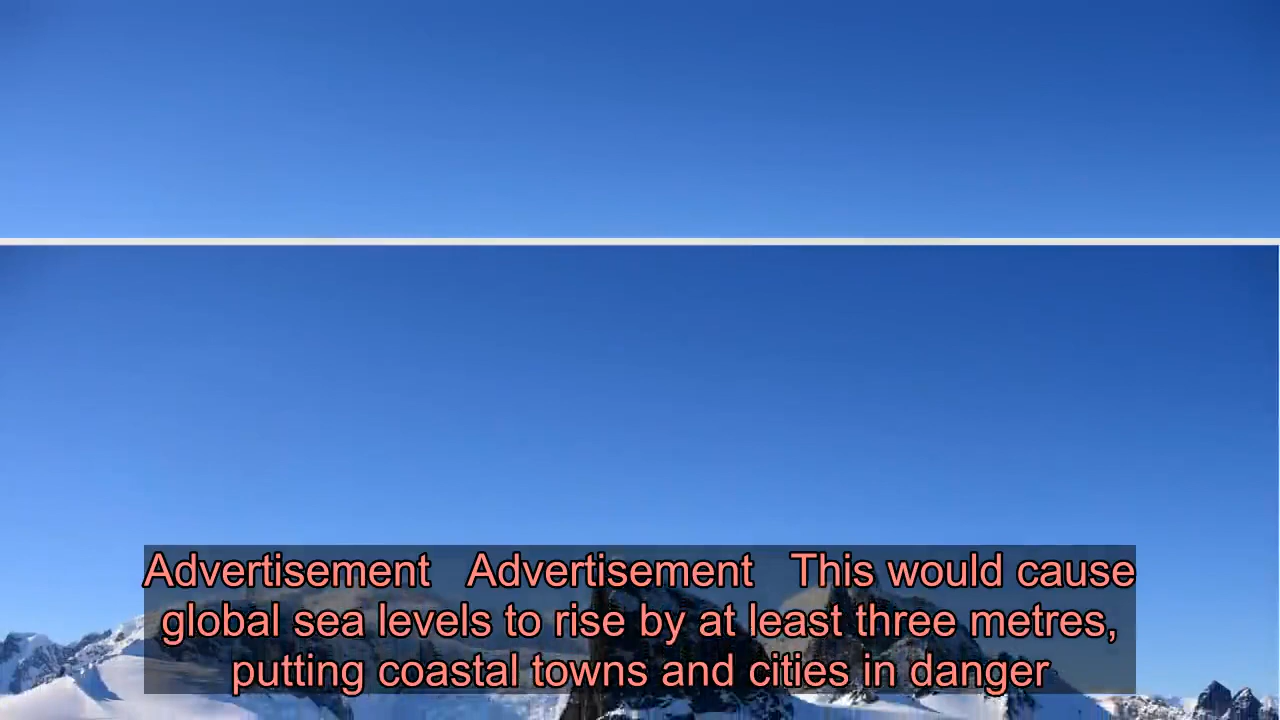 Advertisement Advertisement This would cause
global sea levels to rise by at least three metres,
putting coastal towns and cities in danger